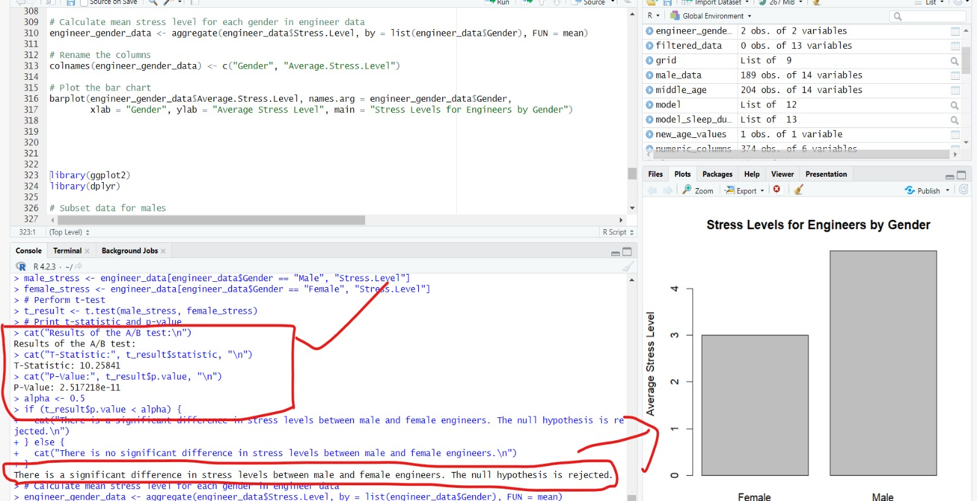 Source on Save
Run
Source
308
309 # Calculate mean stress level for each gender in engineer data
310 engineer_gender_data <- aggregate(engineer_data$Stress.Level, by = list(engineer_data$Gender), FUN = mean)
311
312 # Rename the columns
313 colnames(engineer_gender_data) <- c("Gender", "Average.Stress.Level")
314
315 # Plot the bar chart
316 barplot(engineer_gender_data$Average.Stress.Level, names.arg = engineer_gender_data$Gender,
317 xlab = "Gender", ylab = "Average Stress Level", main = "Stress Levels for Engineers by Gender")
318
319
320
321
322
323 library(ggplot2)
324 library(dplyr)
325
326 # Subset data for males
327
323:1 (Top Level) R Script
Console Terminal Background Jobs
R 4.2.3 · ~/
> male_stress <- engineer_data[engineer_data$Gender == "Male", "Stress.Level"]
> female_stress <- engineer_data[engineer_data$Gender == "Female", "Stress.Level"]
> # Perform t-test
> t_result <- t.test(male_stress, female_stress)
> # Print t-statistic and p-value
> cat("Results of the A/B test:\n")
Results of the A/B test:
> cat("T-Statistic:", t_result$statistic, "\n")
T-Statistic: 10.25841
> cat("P-Value:", t_result$p.value, "\n")
P-Value: 2.517218e-11
> alpha <- 0.5
> if (t_result$p.value < alpha) {
+ cat("There is a significant difference in stress levels between male and female engineers. The null hypothesis is re
jected.\n")
+ } else {
+ cat("There is no significant difference in stress levels between male and female engineers.\n")
+ }
There is a significant difference in stress levels between male and female engineers. The null hypothesis is rejected.
> # Calculate mean stress level for each gender in engineer data
> engineer_gender_data <- aggregate(engineer_data$Stress.Level, by = list(engineer_data$Gender), FUN = mean)
Import Dataset 267 MiB List
R Global Environment
engineer_gende… 2 obs. of 2 variables
filtered_data 0 obs. of 13 variables
grid List of 9
male_data 189 obs. of 14 variables
middle_age 204 obs. of 14 variables
model List of 12
model_sleep_du… List of 13
new_age_values 1 obs. of 1 variable
numeric_columns 374 obs. of 6 variables
Files Plots Packages Help Viewer Presentation
Zoom Export Publish
Stress Levels for Engineers by Gender
Average Stress Level
4
3
2
1
0
Female Male